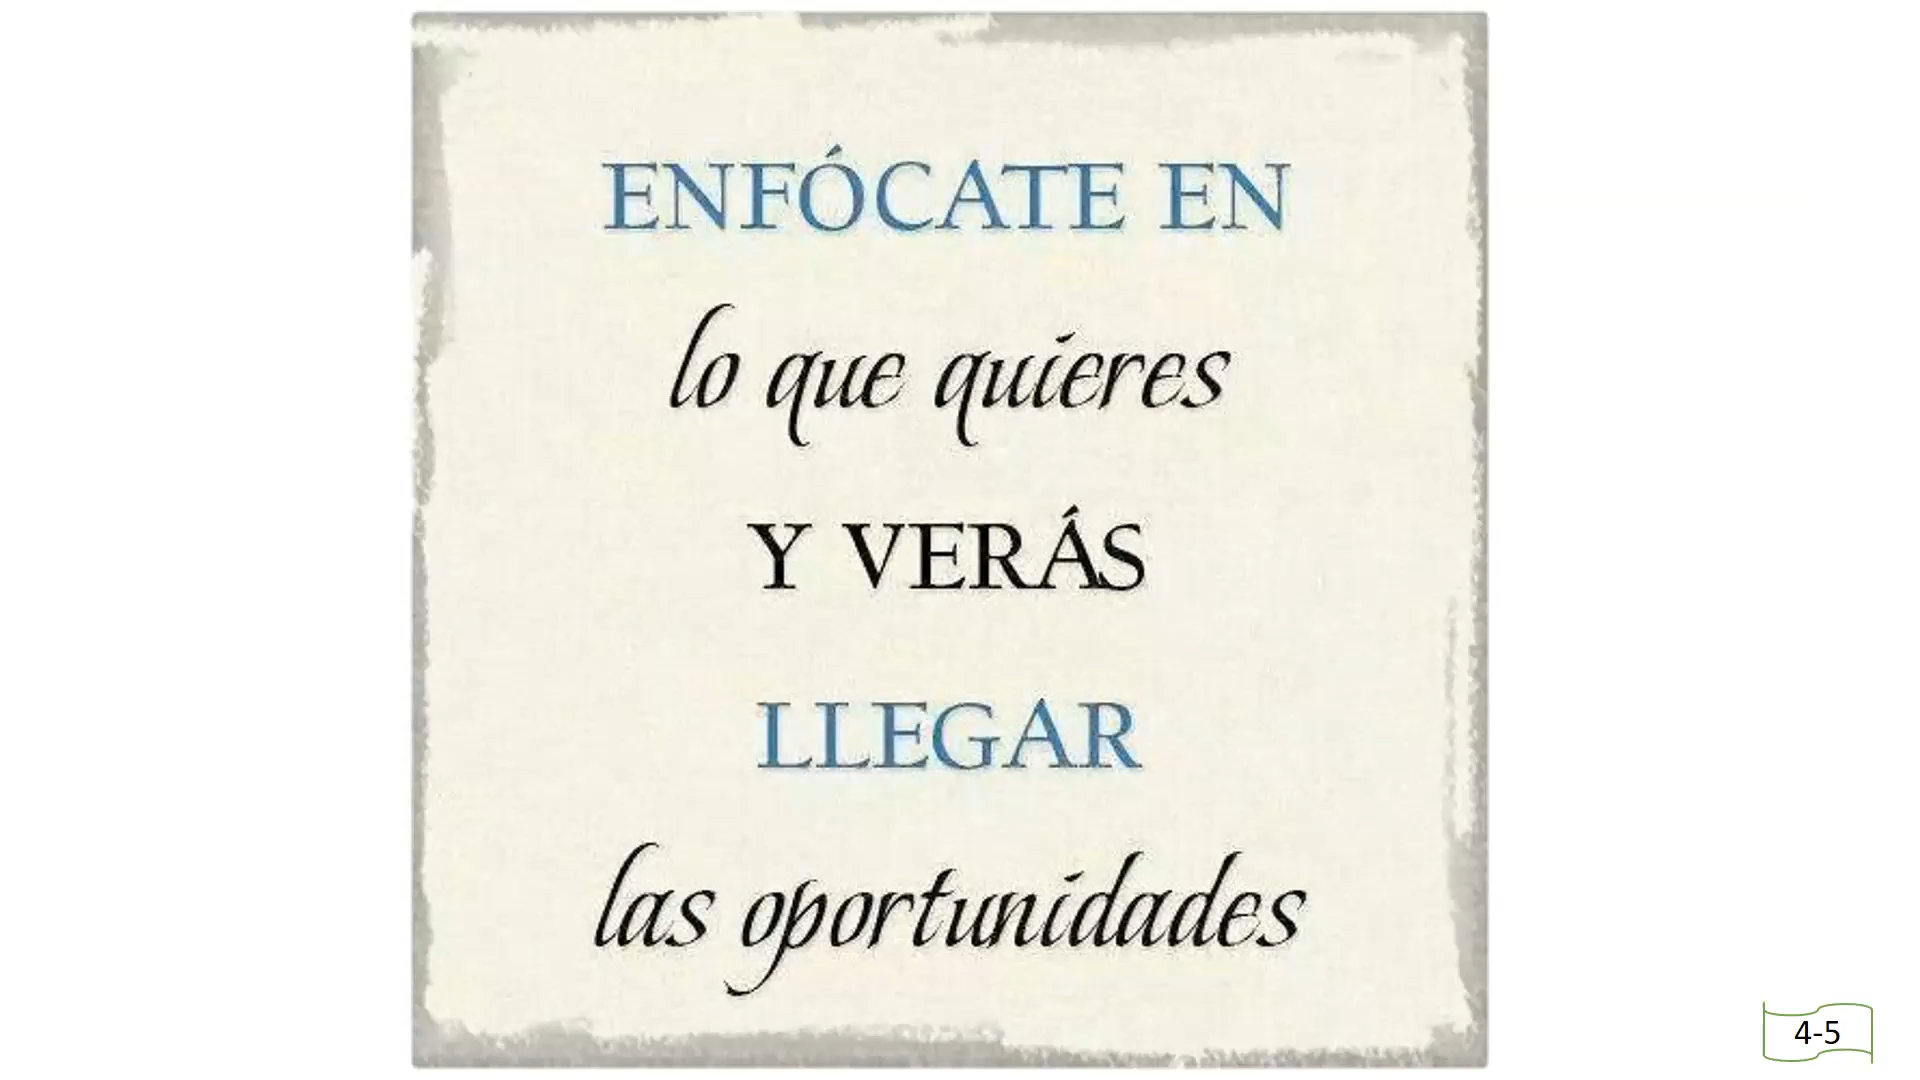 ENFÓCATE EN
lo que quieres
Y VERÁS
LLEGAR
las oportunidades
4-5